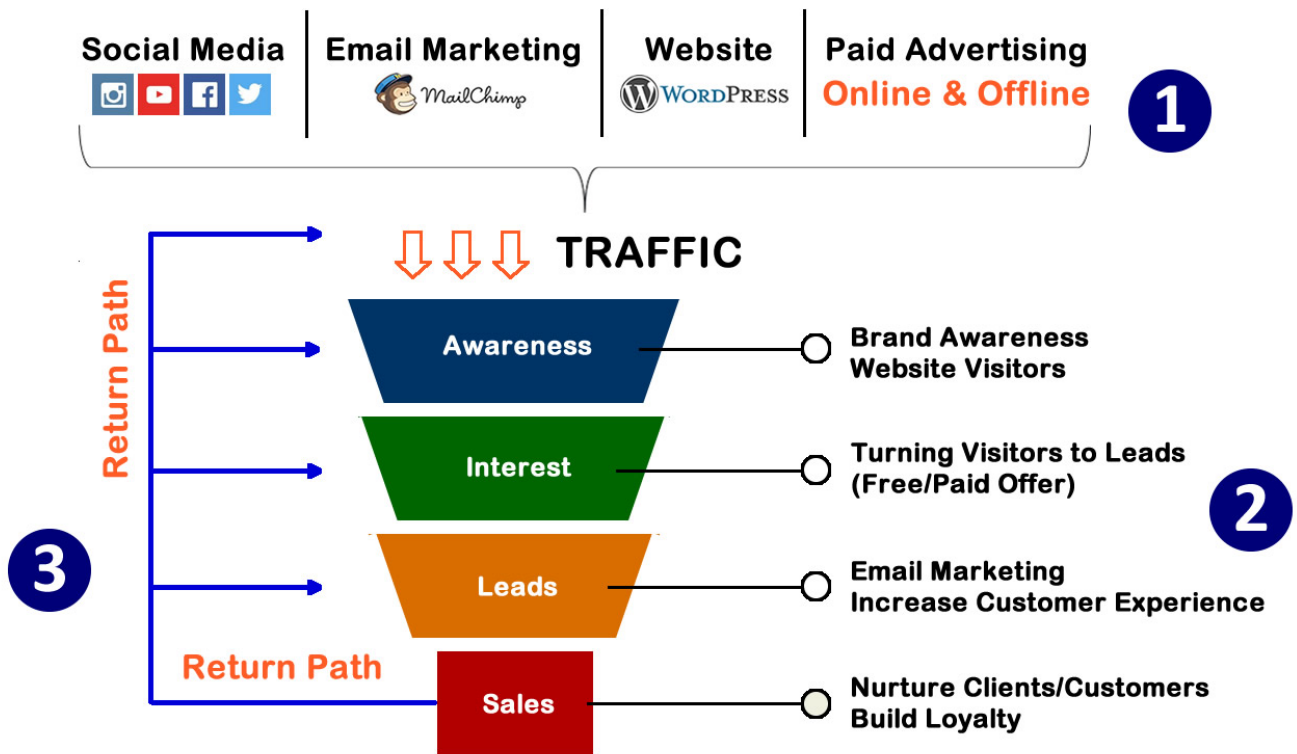 Social Media
Email Marketing
MailChimp
Website
WORDPRESS
Paid Advertising
Online & Offline
1
TRAFFIC
Return Path
Awareness
Brand Awareness
Website Visitors
Interest
Turning Visitors to Leads
(Free/Paid Offer)
2
3
Leads
Email Marketing
Increase Customer Experience
Return Path
Sales
Nurture Clients/Customers
Build Loyalty